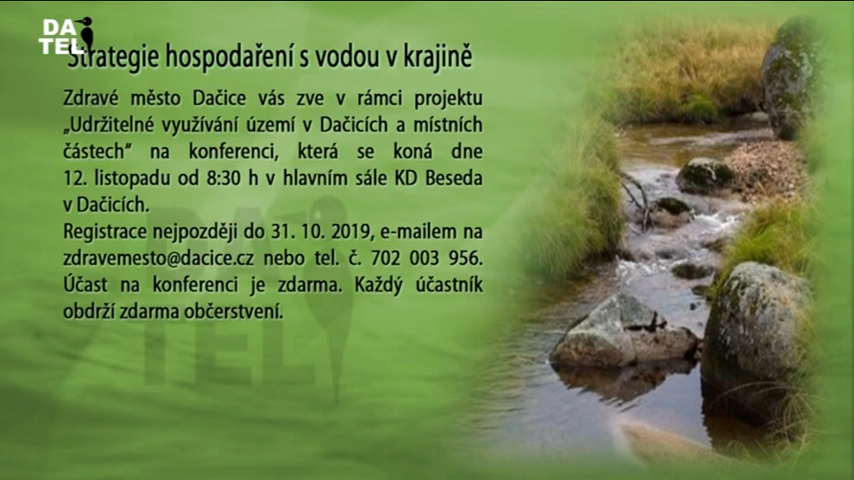 DA
TEL
Strategie hospodaření s vodou v krajině
Zdravé město Dačice vás zve v rámci projektu
„Udržitelné využívání území v Dačicích a místních
částech“ na konferenci, která se koná dne
12. listopadu od 8:30 h v hlavním sále KD Beseda
v Dačicích.
Registrace nejpozději do 31. 10. 2019, e-mailem na
zdravemesto@dacice.cz nebo tel. č. 702 003 956.
Účast na konferenci je zdarma. Každý účastník
obdrží zdarma občerstvení.
DA
TEL